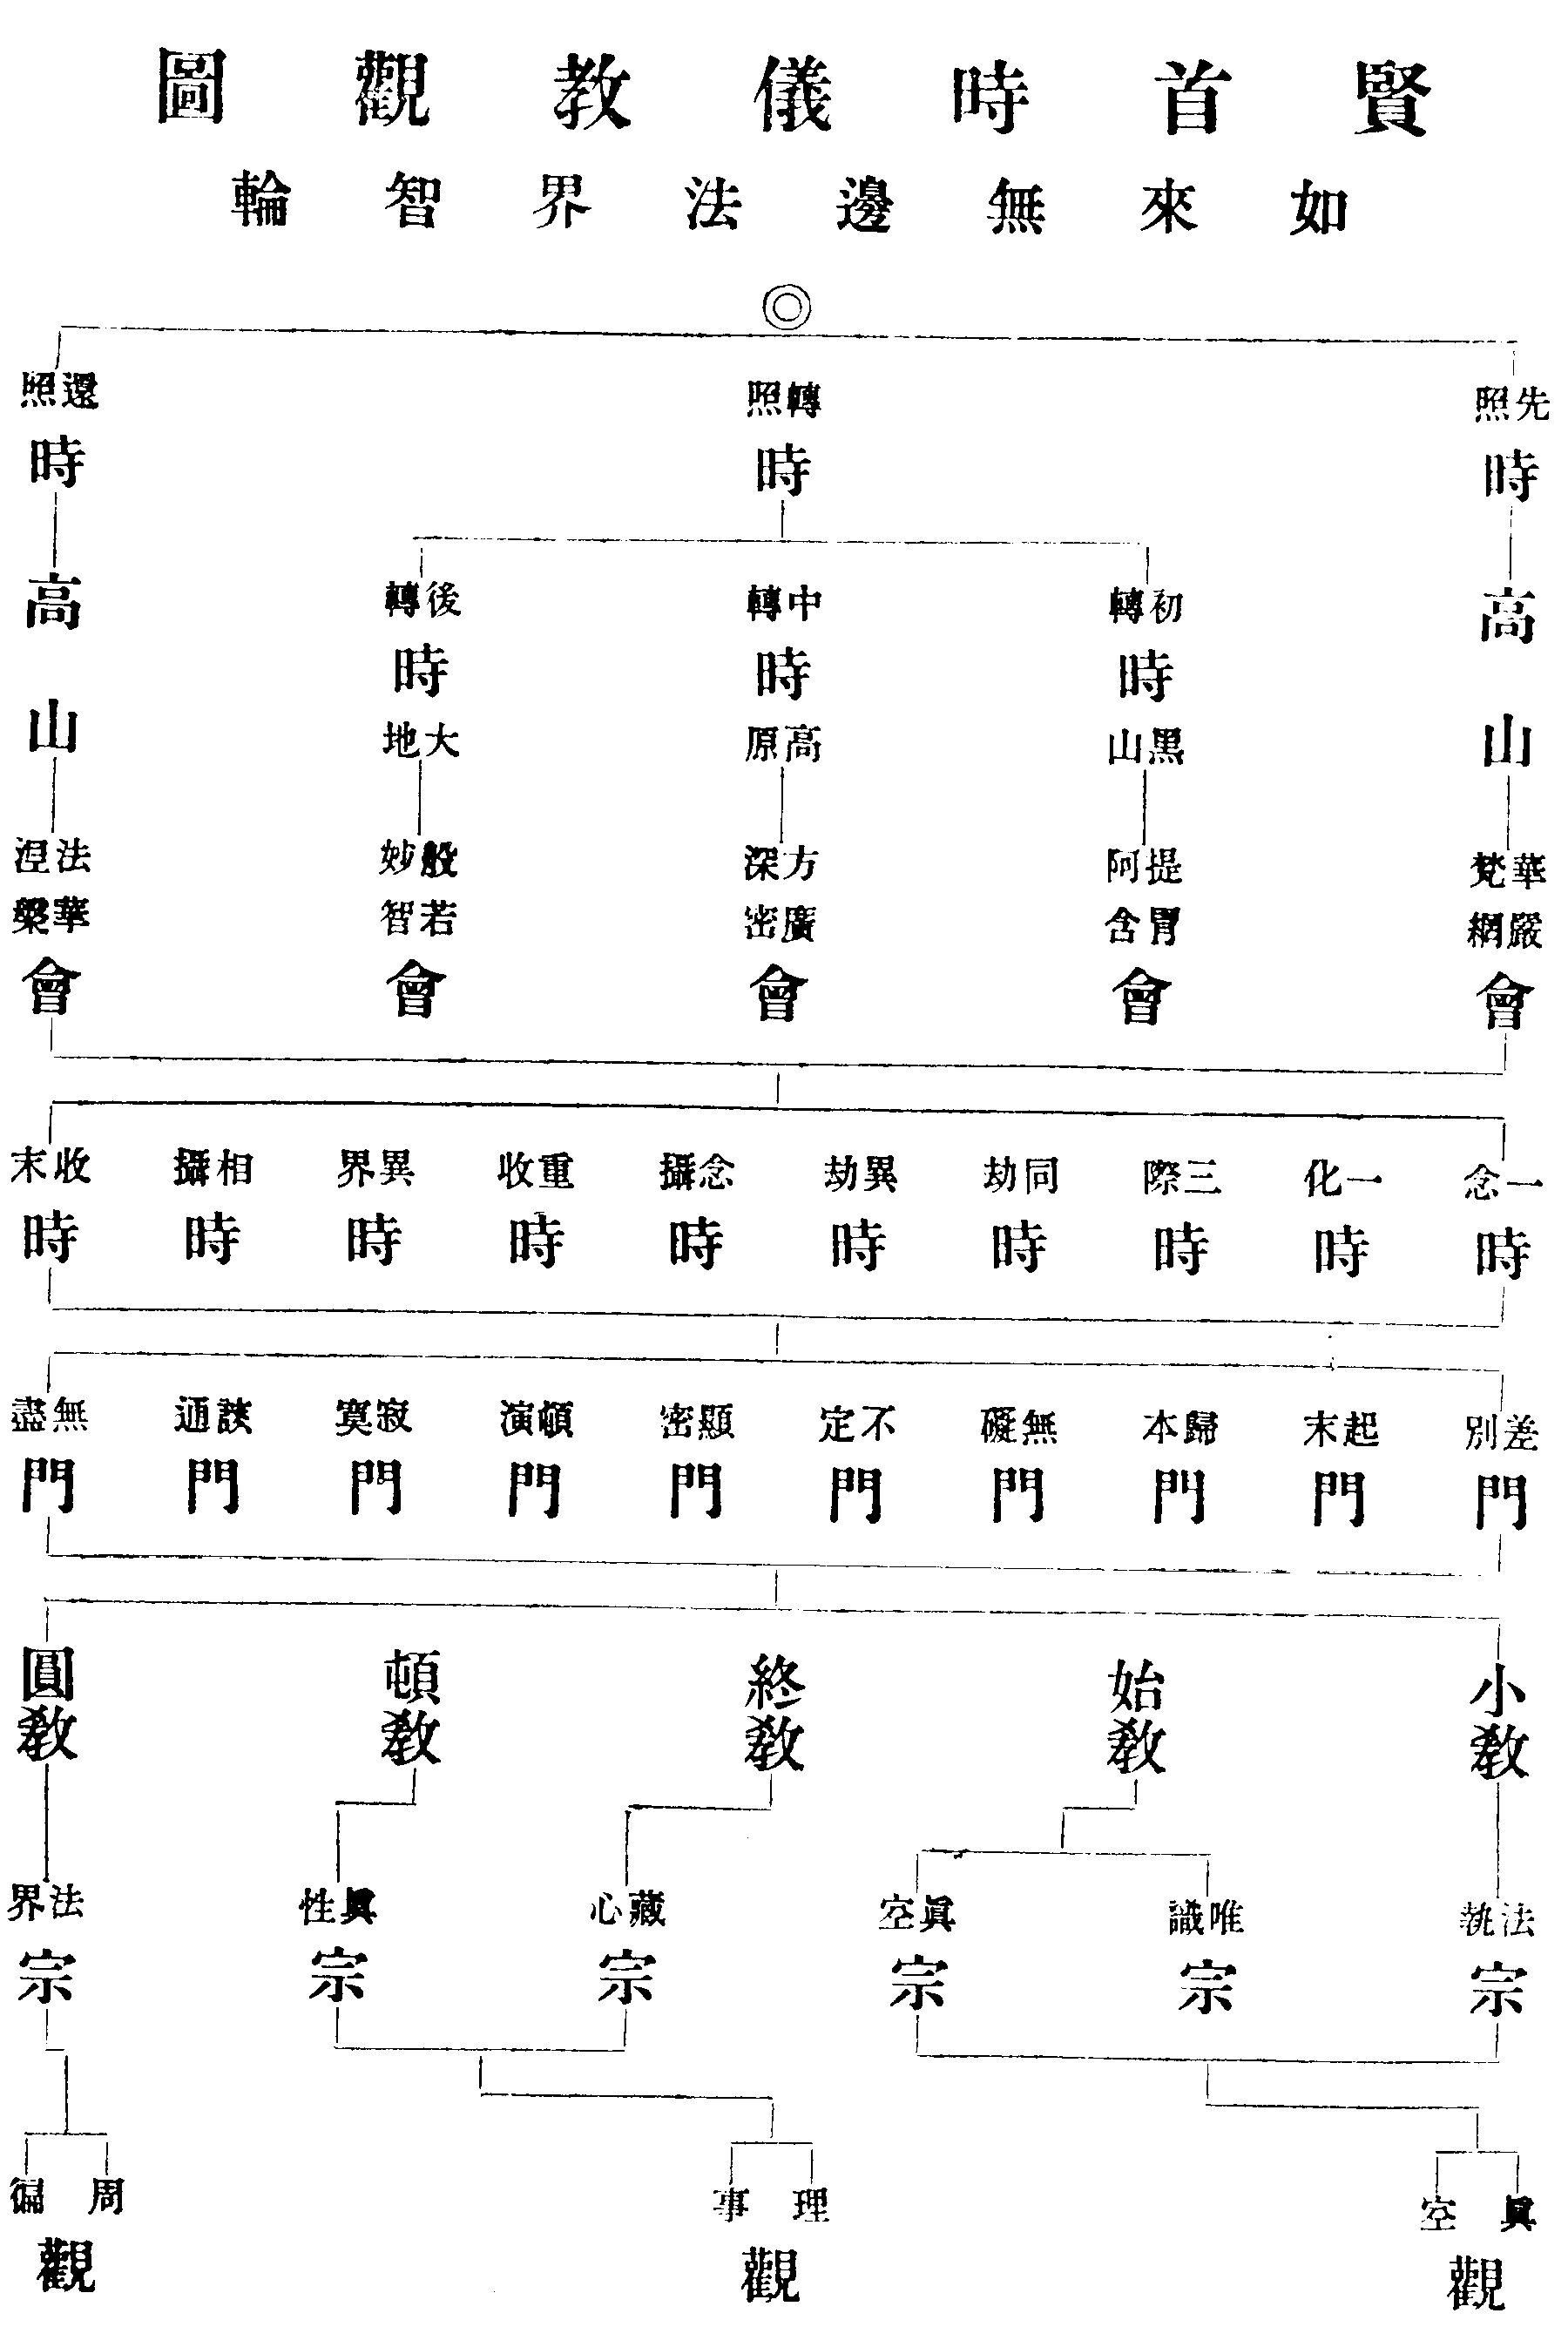 賢首時儀教觀圖
如來無邊法界智輪
先照時
轉照時
還照時
高山
初轉時
中轉時
後轉時
高山
黑山
高原
大地
華嚴梵網會
提胃阿含會
方廣深密會
般若妙智會
法華涅槃會
一念時
一化時
三際時
同劫時
異劫時
念攝時
重收時
異界時
相攝時
收末時
差別門
起末門
歸本門
無礙門
不定門
顯密門
頓演門
寂寞門
該通門
無盡門
小教
始教
終教
頓教
圓教
法執宗
唯識宗
眞空宗
藏心宗
眞性宗
法界宗
眞空觀
理事觀
周徧觀